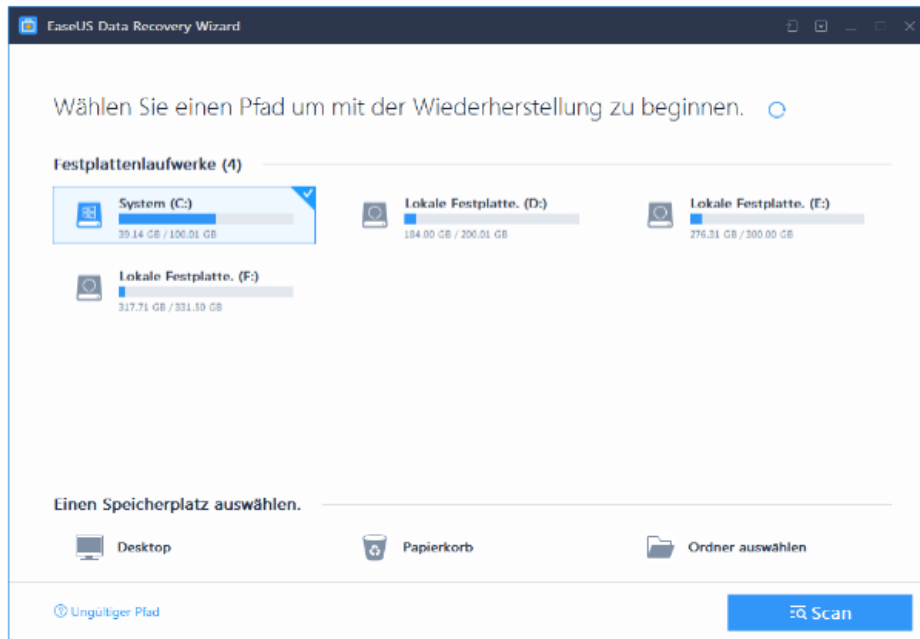 EaseUS Data Recovery Wizard
Wählen Sie einen Pfad um mit der Wiederherstellung zu beginnen.
Festplattenlaufwerke (4)
System (C:)
39.14 GB / 100.01 GB
Lokale Festplatte. (D:)
184.00 GB / 200.01 GB
Lokale Festplatte. (E:)
276.31 GB / 300.00 GB
Lokale Festplatte. (F:)
317.71 GB / 331.50 GB
Einen Speicherplatz auswählen.
Desktop
Papierkorb
Ordner auswählen
Ungültiger Pfad
Scan